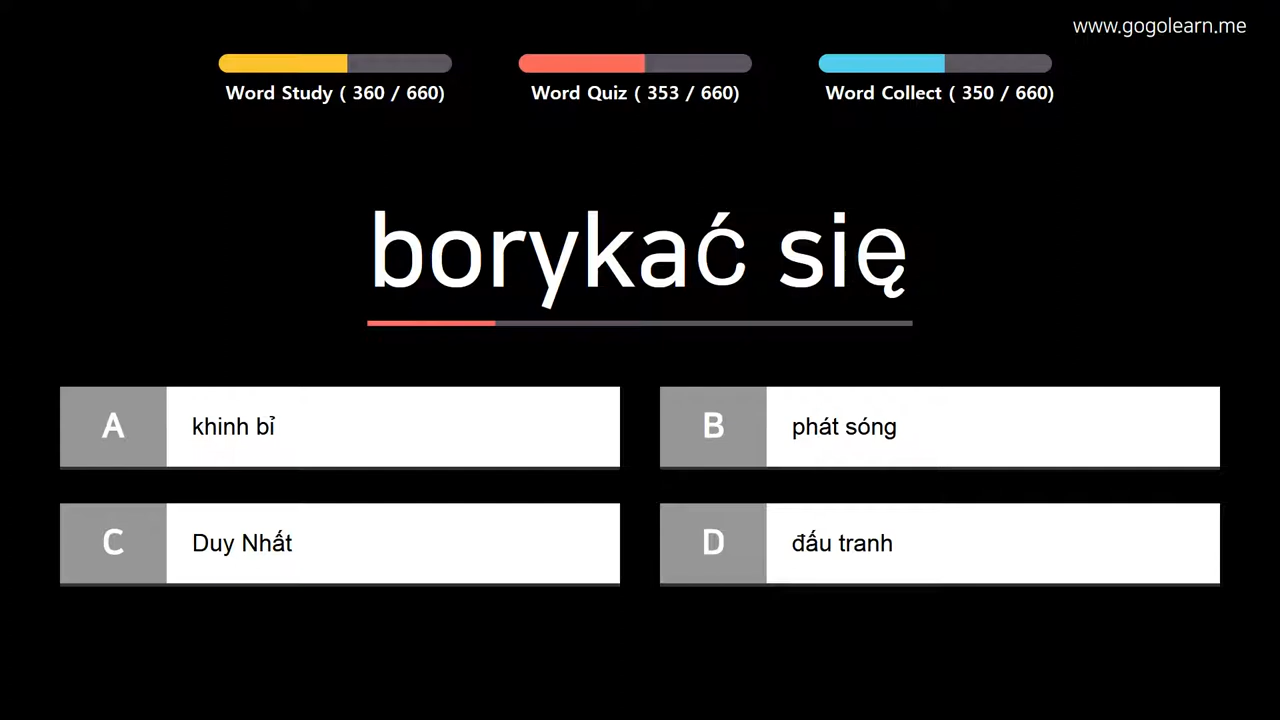 www.gogolearn.me
Word Study ( 360 / 660)
Word Quiz ( 353 / 660)
Word Collect ( 350 / 660)
borykać się
A khinh bỉ
B phát sóng
C Duy Nhất
D đấu tranh